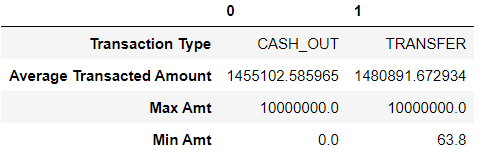 0 1
Transaction Type CASH_OUT TRANSFER
Average Transacted Amount 1455102.585965 1480891.672934
Max Amt 10000000.0 10000000.0
Min Amt 0.0 63.8